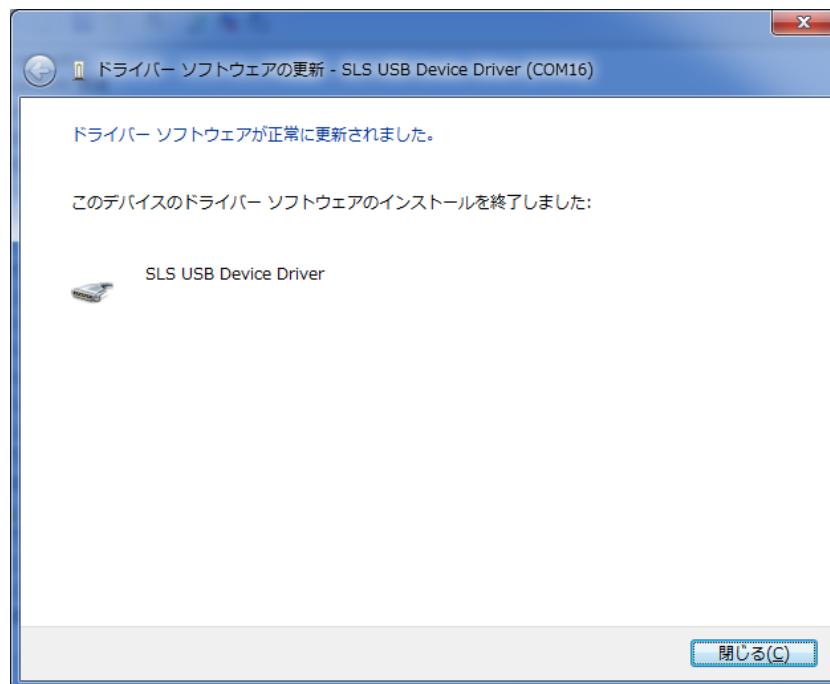 ドライバー ソフトウェアの更新 - SLS USB Device Driver (COM16)
ドライバー ソフトウェアが正常に更新されました。
このデバイスのドライバー ソフトウェアのインストールを終了しました:
SLS USB Device Driver
閉じる(C)